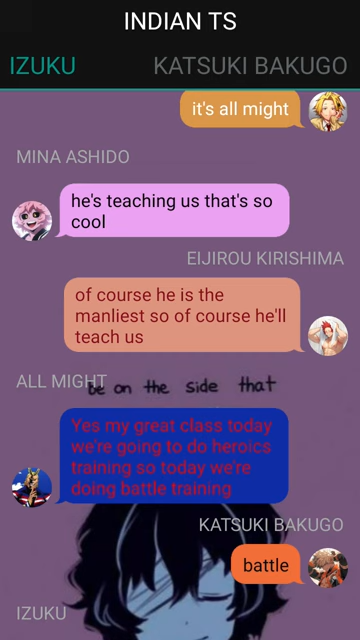 INDIAN TS
IZUKU
KATSUKI BAKUGO
it's all might
MINA ASHIDO
he's teaching us that's so
cool
EIJIROU KIRISHIMA
of course he is the
manliest so of course he'll
teach us
ALL MIGHT
be on the side that
Yes my great class today
we're going to do heroics
training so today we're
doing battle training
KATSUKI BAKUGO
battle
IZUKU